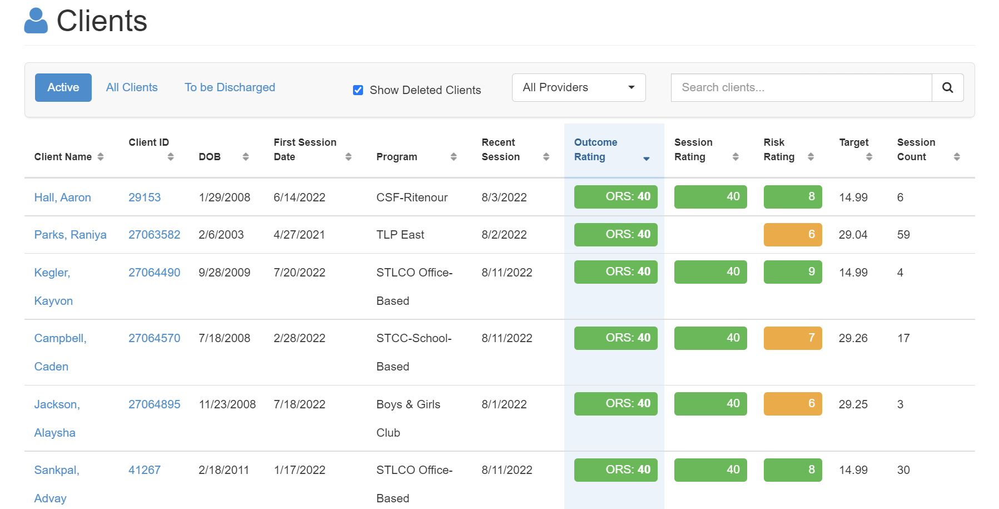 Clients
Active All Clients To be Discharged Show Deleted Clients All Providers Search clients...
Client Name Client ID DOB First Session Date Program Recent Session Outcome Rating Session Rating Risk Rating Target Session Count
Hall, Aaron 29153 1/29/2008 6/14/2022 CSF-Ritenour 8/3/2022 ORS: 40 40 8 14.99 6
Parks, Raniya 27063582 2/6/2003 4/27/2021 TLP East 8/2/2022 ORS: 40 6 29.04 59
Kegler, 27064490 9/28/2009 7/20/2022 STLCO Office- 8/11/2022 ORS: 40 40 9 14.99 4
Kayvon Based
Campbell, 27064570 7/18/2008 2/28/2022 STCC-School- 8/11/2022 ORS: 40 40 7 29.26 17
Caden Based
Jackson, 27064895 11/23/2008 7/18/2022 Boys & Girls 8/1/2022 ORS: 40 40 6 29.25 3
Alaysha Club
Sankpal, 41267 2/18/2011 1/17/2022 STLCO Office- 8/11/2022 ORS: 40 40 8 14.99 30
Advay Based